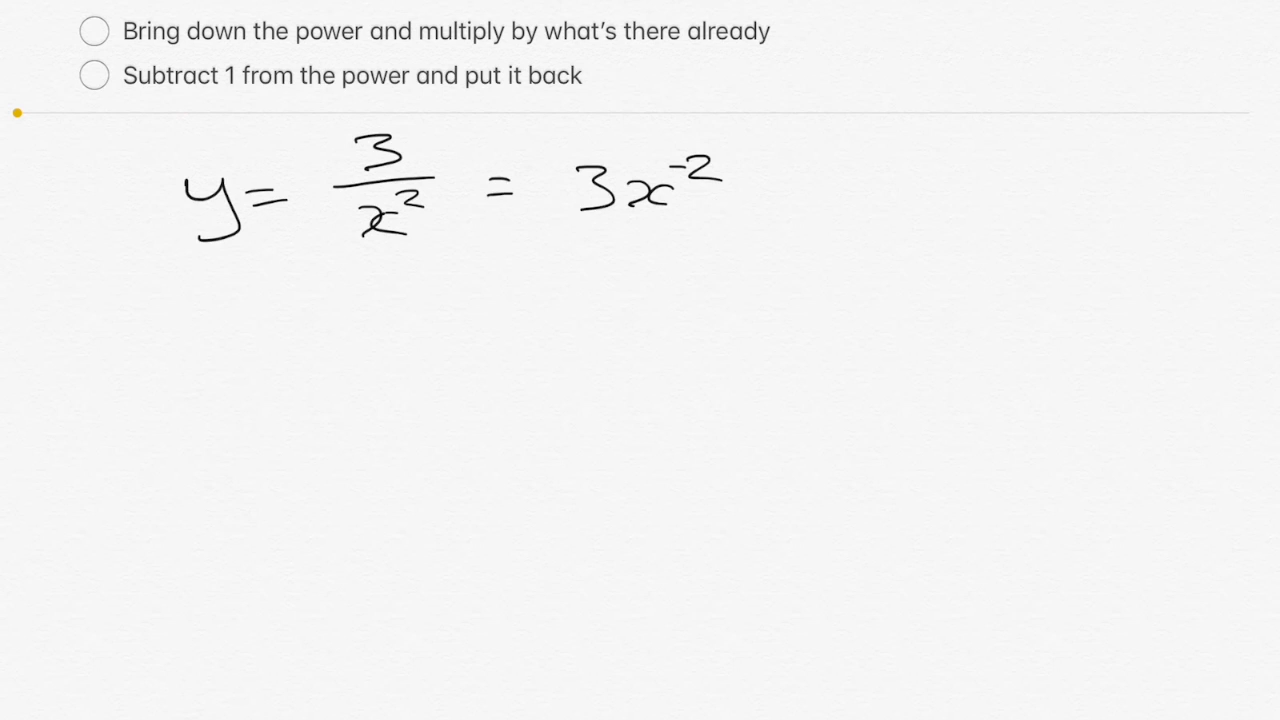 Bring down the power and multiply by what’s there already
Subtract 1 from the power and put it back
y = 3/x² = 3x⁻²